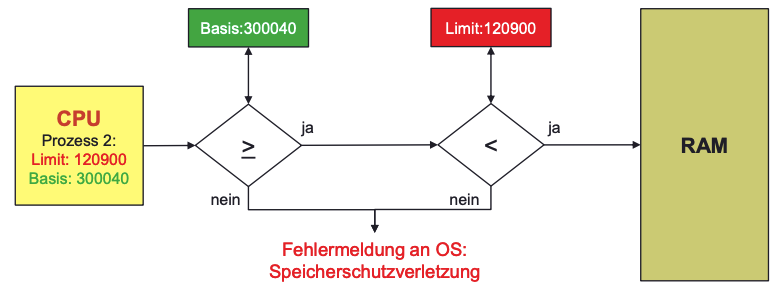 Basis:300040
Limit:120900
CPU
Prozess 2:
Limit: 120900
Basis: 300040
≥
ja
<
ja
RAM
nein
nein
Fehlermeldung an OS:
Speicherschutzverletzung